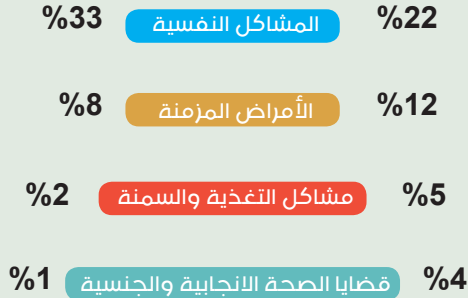 %22 المشاكل النفسية %33
%12 الأمراض المزمنة %8
%5 مشاكل التغذية والسمنة %2
%4 قضايا الصحة الانجابية والجنسية %1